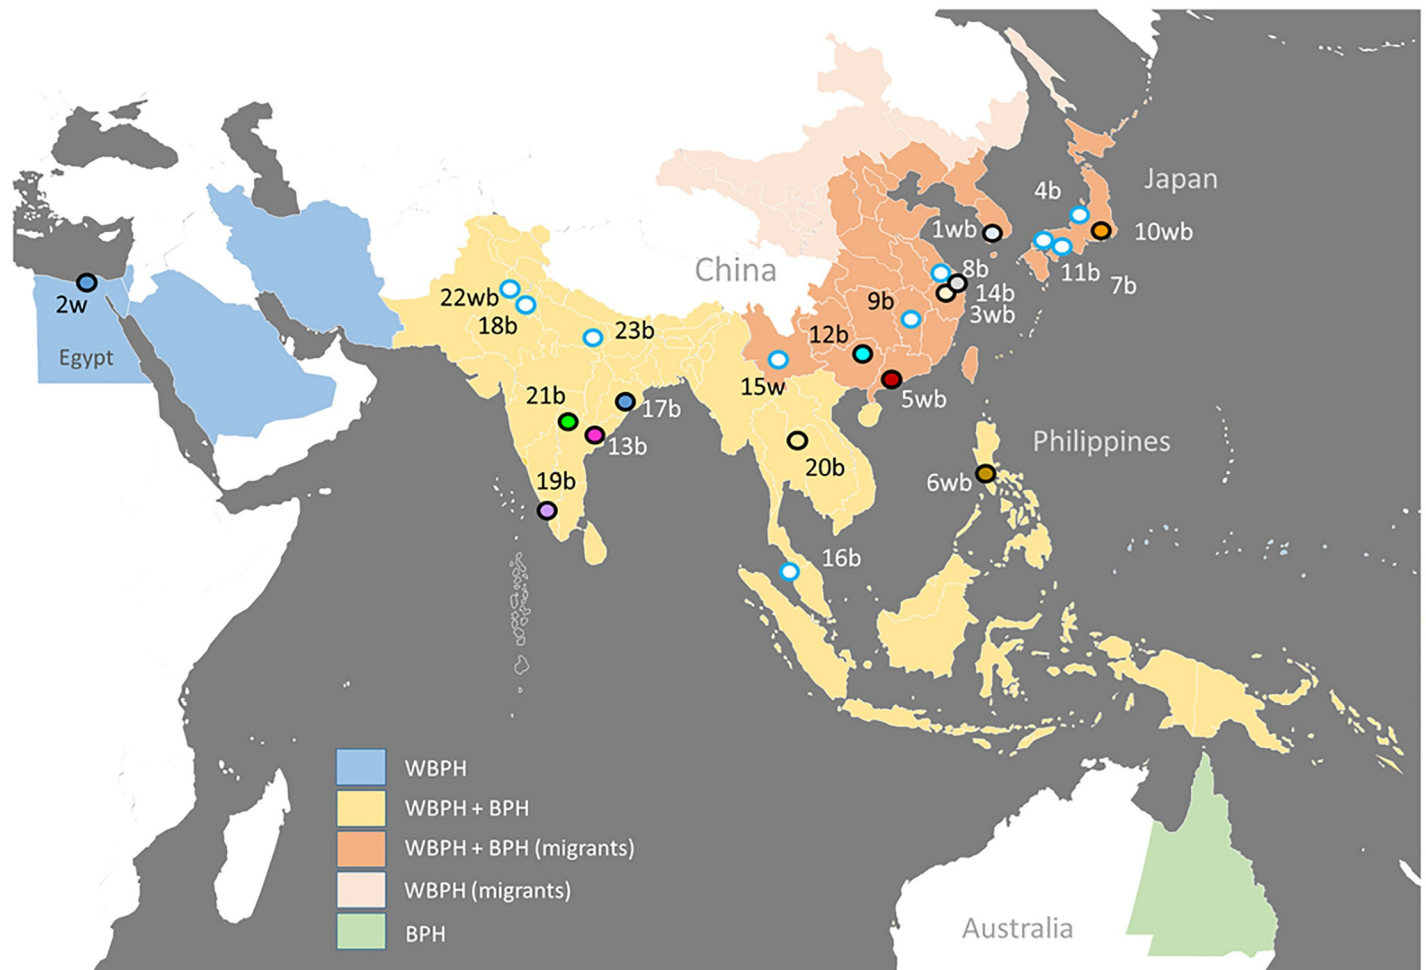 Japan
4b
1wb
10wb
China
8b
11b
7b
14b
22wb
2w
9b
3wb
18b
23b
12b
Egypt
15w
21b
5wb
17b
Philippines
13b
20b
19b
6wb
16b
WBPH
WBPH + BPH
WBPH + BPH (migrants)
WBPH (migrants)
BPH
Australia